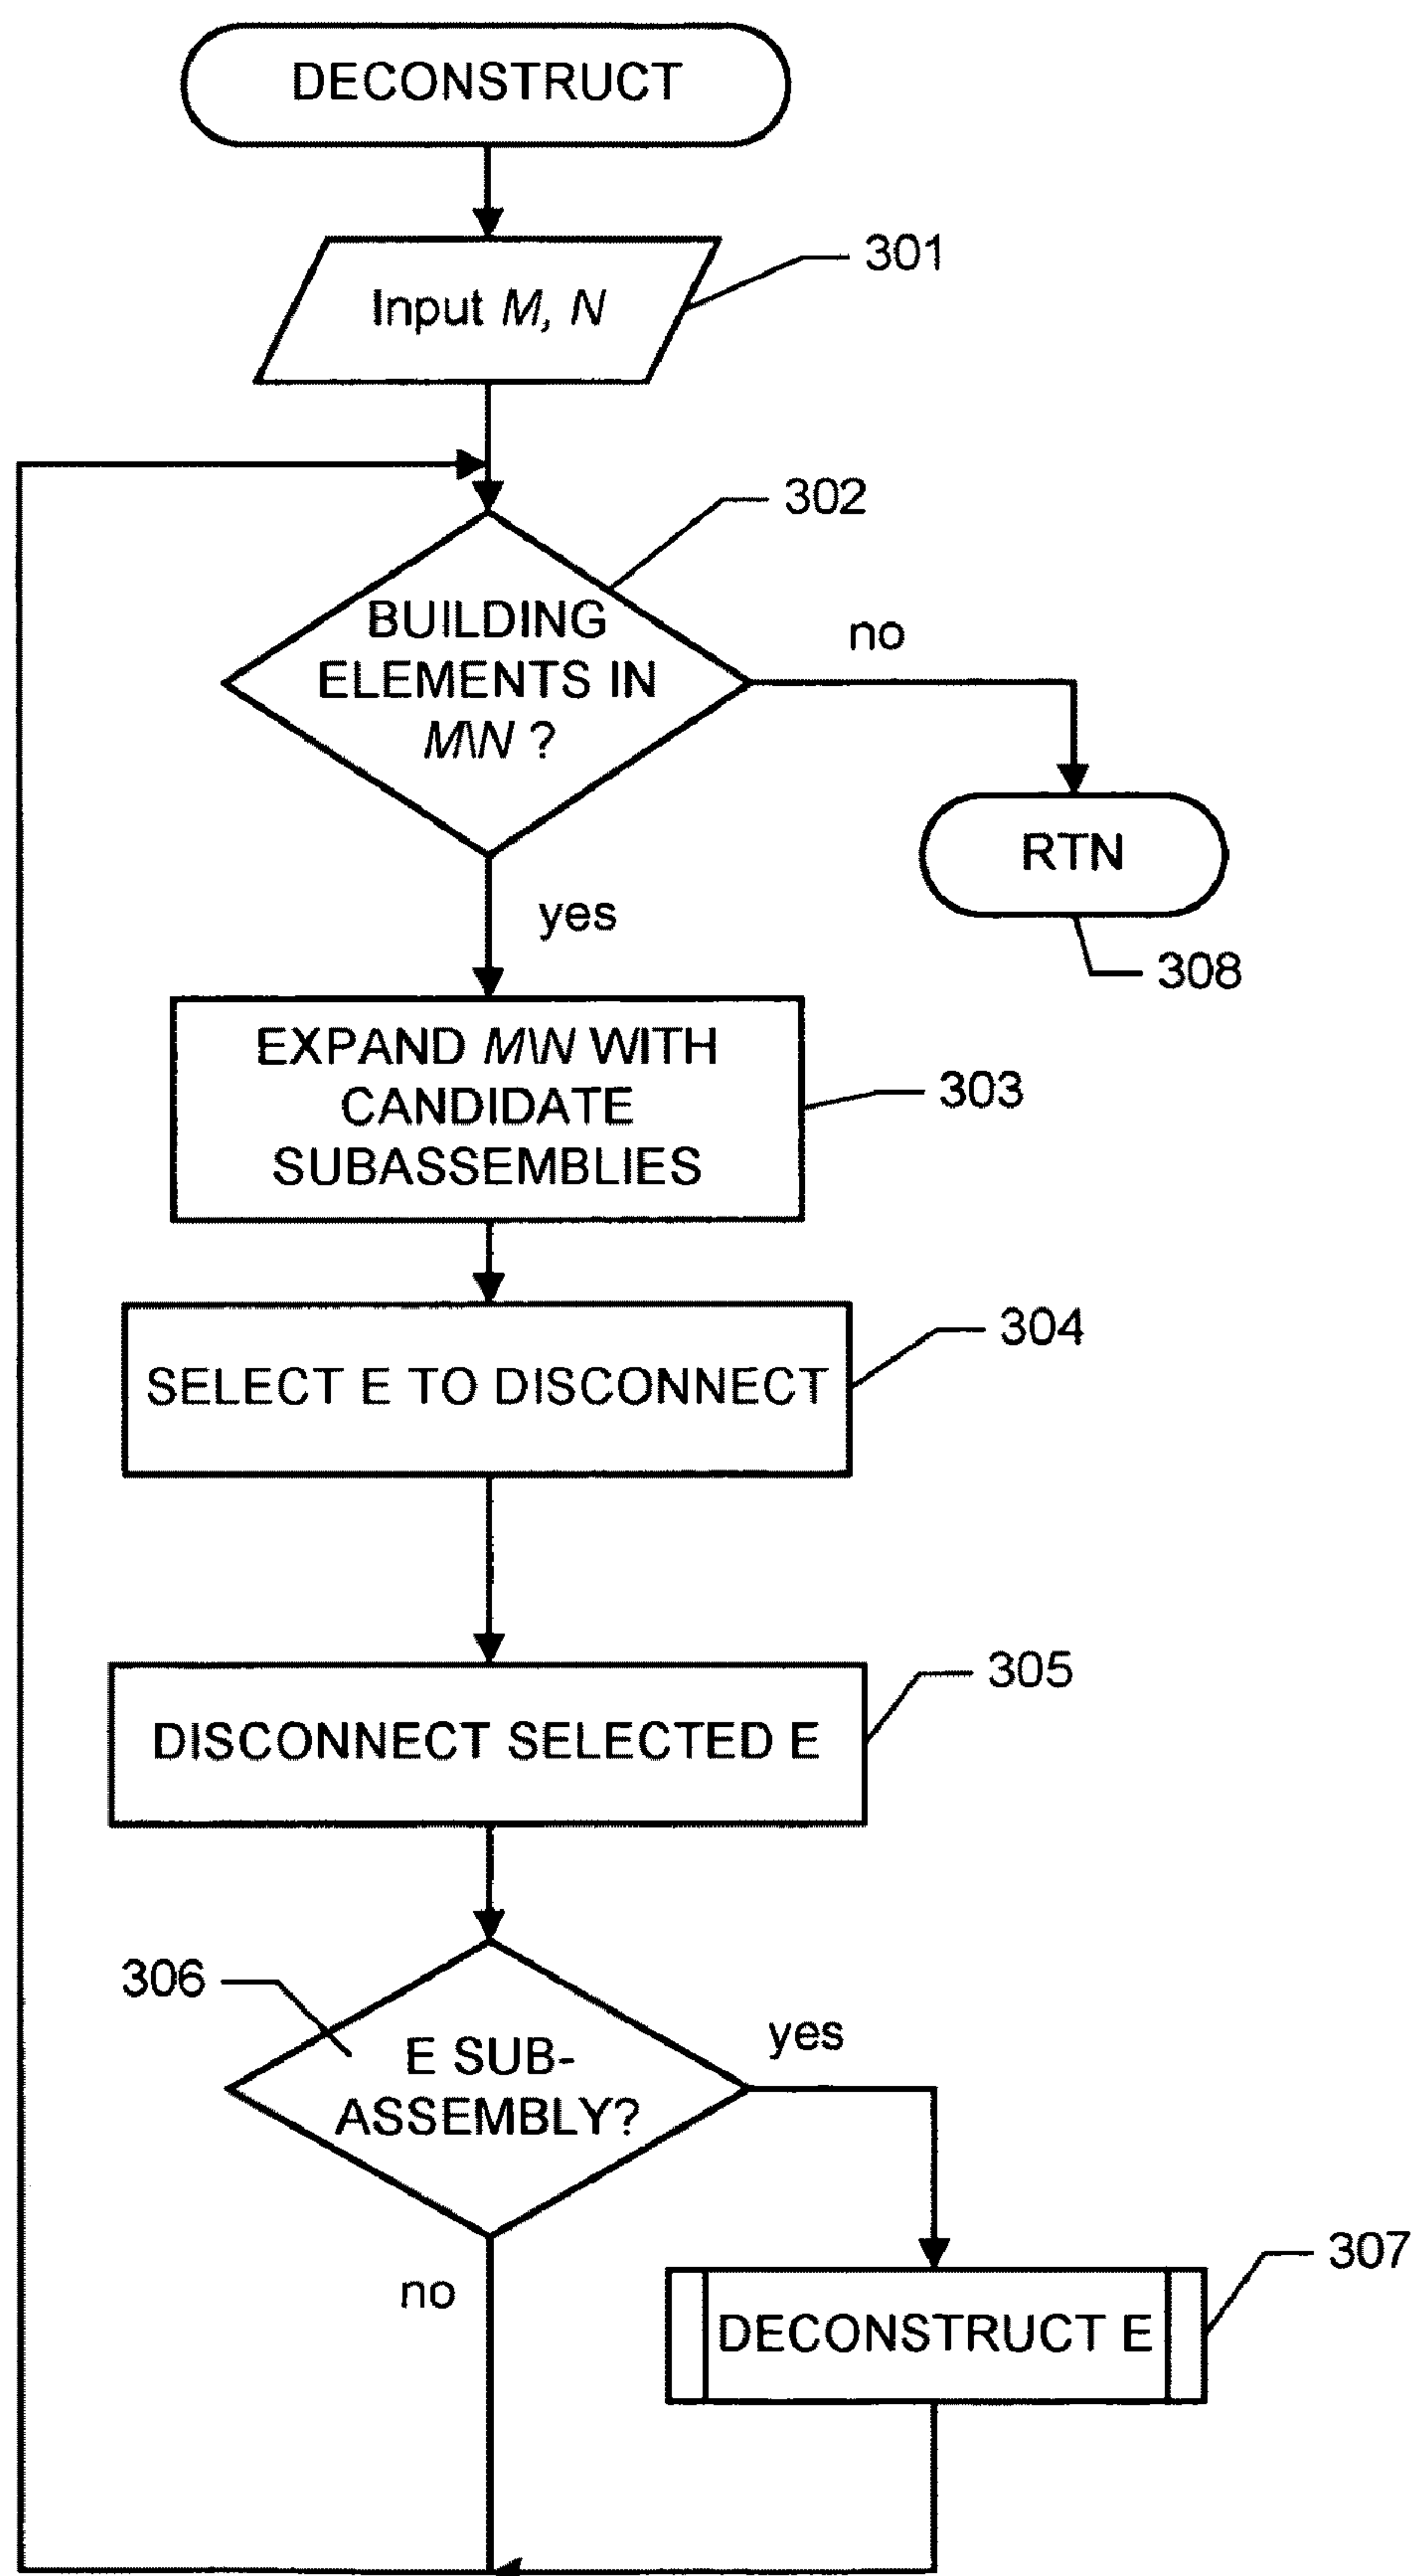 DECONSTRUCT
Input M, N
301
302
BUILDING
ELEMENTS IN
M\N ?
no
RTN
308
yes
EXPAND M\N WITH
CANDIDATE
SUBASSEMBLIES
303
SELECT E TO DISCONNECT
304
DISCONNECT SELECTED E
305
306
E SUB-
ASSEMBLY?
yes
no
DECONSTRUCT E
307